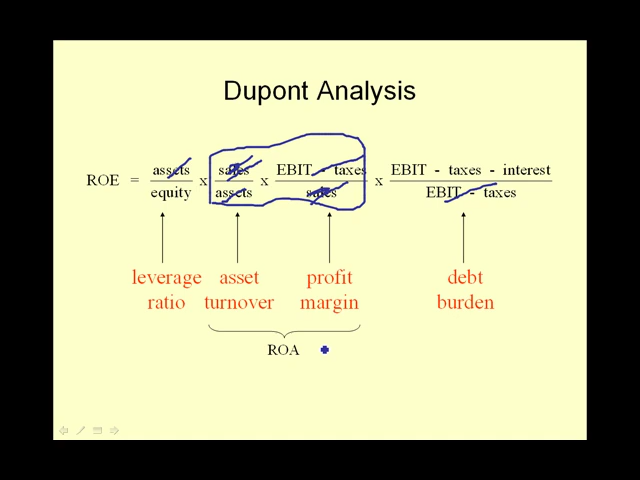 Dupont Analysis
ROE = assets/equity x sales/assets x EBIT - taxes/sales x EBIT - taxes - interest/EBIT - taxes
leverage ratio
asset turnover
profit margin
debt burden
ROA